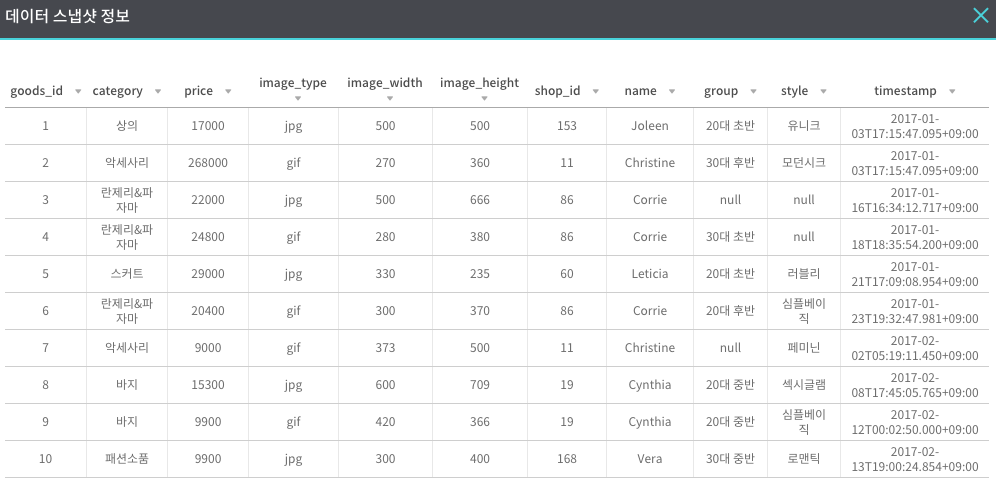 데이터 스냅샷 정보
goods_id category price image_type image_width image_height shop_id name group style timestamp
1 상의 17000 jpg 500 500 153 Joleen 20대 초반 유니크 2017-01-
03T17:15:47.095+09:00
2 악세사리 268000 gif 270 360 11 Christine 30대 후반 모던시크 2017-01-
03T17:15:47.095+09:00
3 란제리&파 22000 jpg 500 666 86 Corrie null null 2017-01-
자마 16T16:34:12.717+09:00
4 란제리&파 24800 gif 280 380 86 Corrie 30대 초반 null 2017-01-
자마 18T18:35:54.200+09:00
5 스커트 29000 jpg 330 235 60 Leticia 20대 초반 러블리 2017-01-
21T17:09:08.954+09:00
6 란제리&파 20400 gif 300 370 86 Corrie 20대 후반 심플베이 2017-01-
자마 직 23T19:32:47.981+09:00
7 악세사리 9000 gif 373 500 11 Christine null 페미닌 2017-02-
02T05:19:11.450+09:00
8 바지 15300 jpg 600 709 19 Cynthia 20대 중반 섹시글램 2017-02-
08T17:45:05.765+09:00
9 바지 9900 gif 420 366 19 Cynthia 20대 중반 심플베이 2017-02-
직 12T00:02:50.000+09:00
10 패션소품 9900 jpg 300 400 168 Vera 30대 중반 로맨틱 2017-02-
13T19:00:24.854+09:00